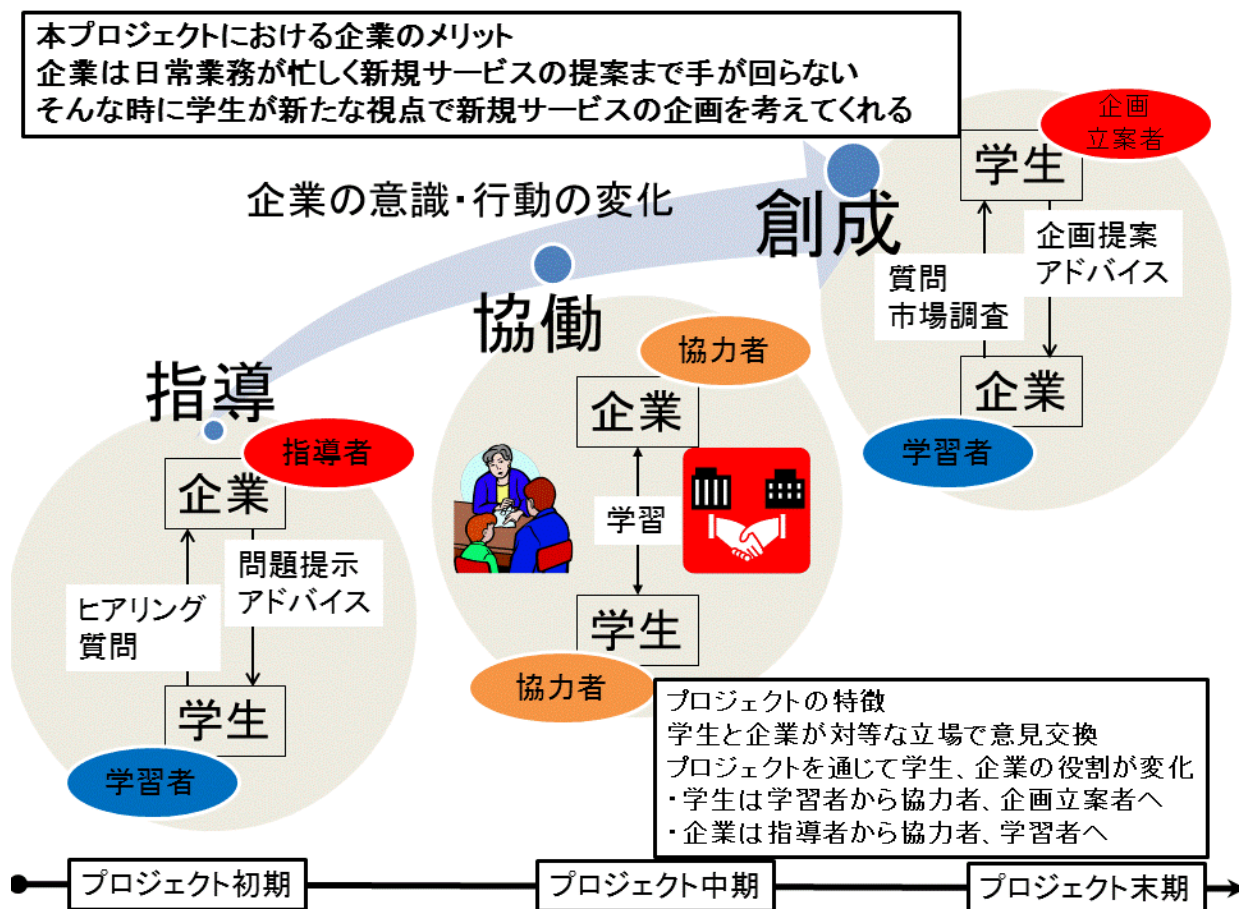 本プロジェクトにおける企業のメリット
企業は日常業務が忙しく新規サービスの提案まで手が回らない
そんな時に学生が新たな視点で新規サービスの企画を考えてくれる
企業の意識・行動の変化
指導
指導者
企業
ヒアリング
質問
問題提示
アドバイス
学生
学習者
協働
協力者
企業
学習
学生
協力者
創成
企画
立案者
学生
質問
市場調査
企画提案
アドバイス
企業
学習者
プロジェクトの特徴
学生と企業が対等な立場で意見交換
プロジェクトを通じて学生、企業の役割が変化
・学生は学習者から協力者、企画立案者へ
・企業は指導者から協力者、学習者へ
プロジェクト初期
プロジェクト中期
プロジェクト末期